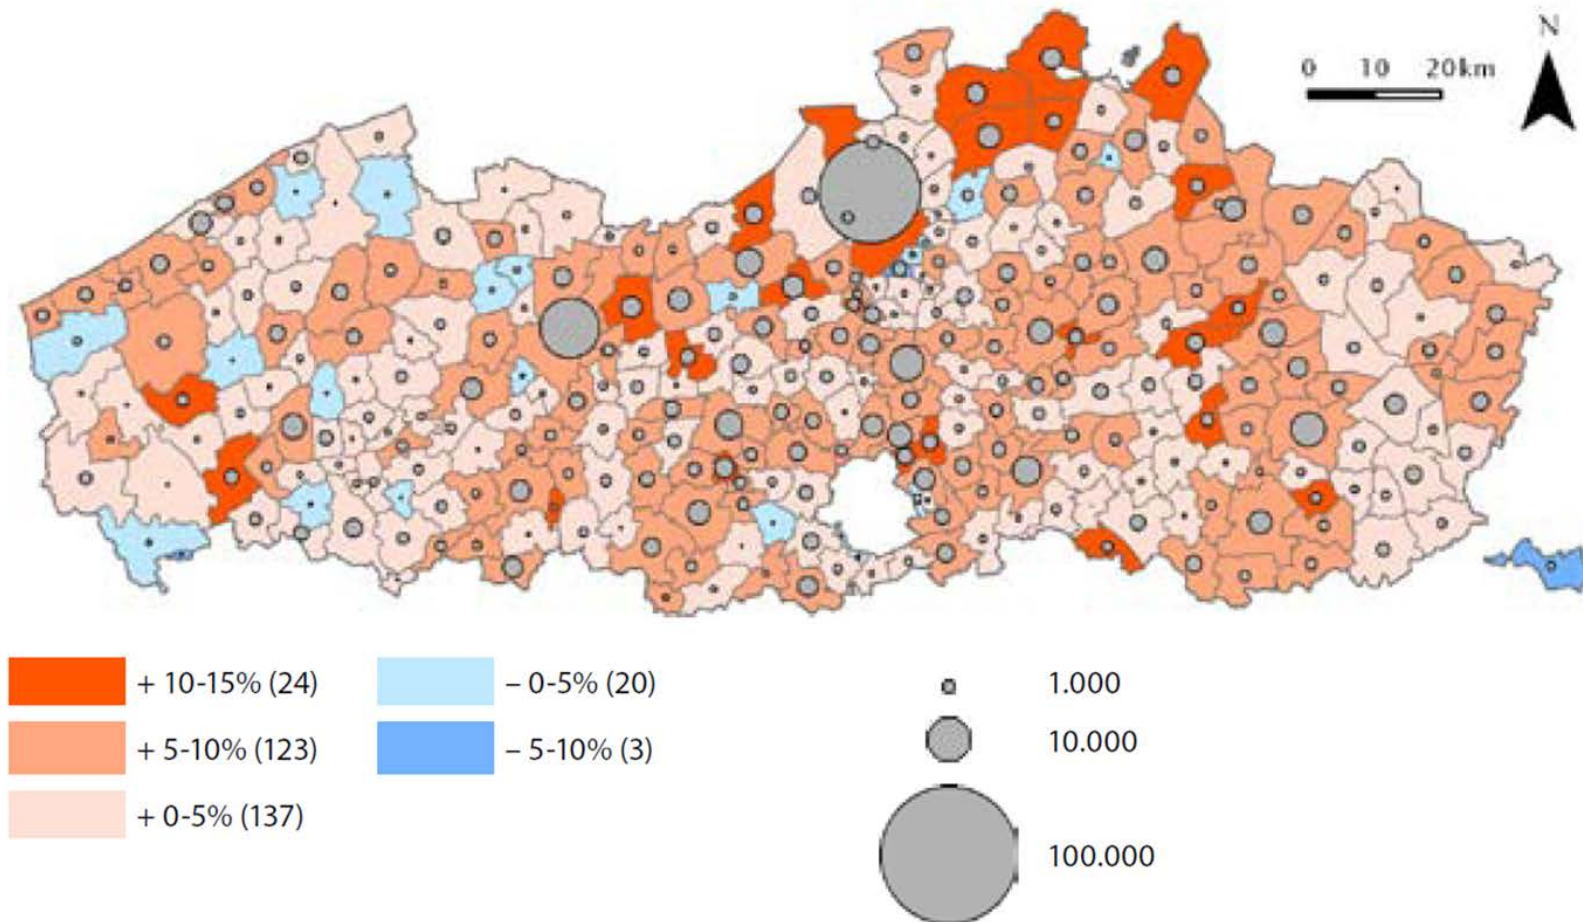 N
0 10 20km
+ 10-15% (24)
+ 5-10% (123)
+ 0-5% (137)
– 0-5% (20)
– 5-10% (3)
1.000
10.000
100.000